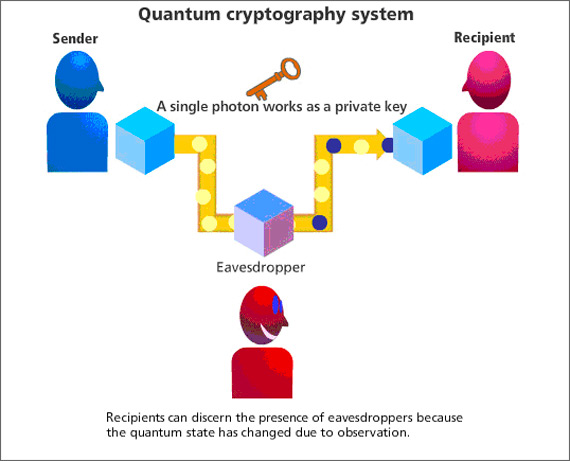 Quantum cryptography system
Sender
Recipient
A single photon works as a private key
Eavesdropper
Recipients can discern the presence of eavesdroppers because
the quantum state has changed due to observation.